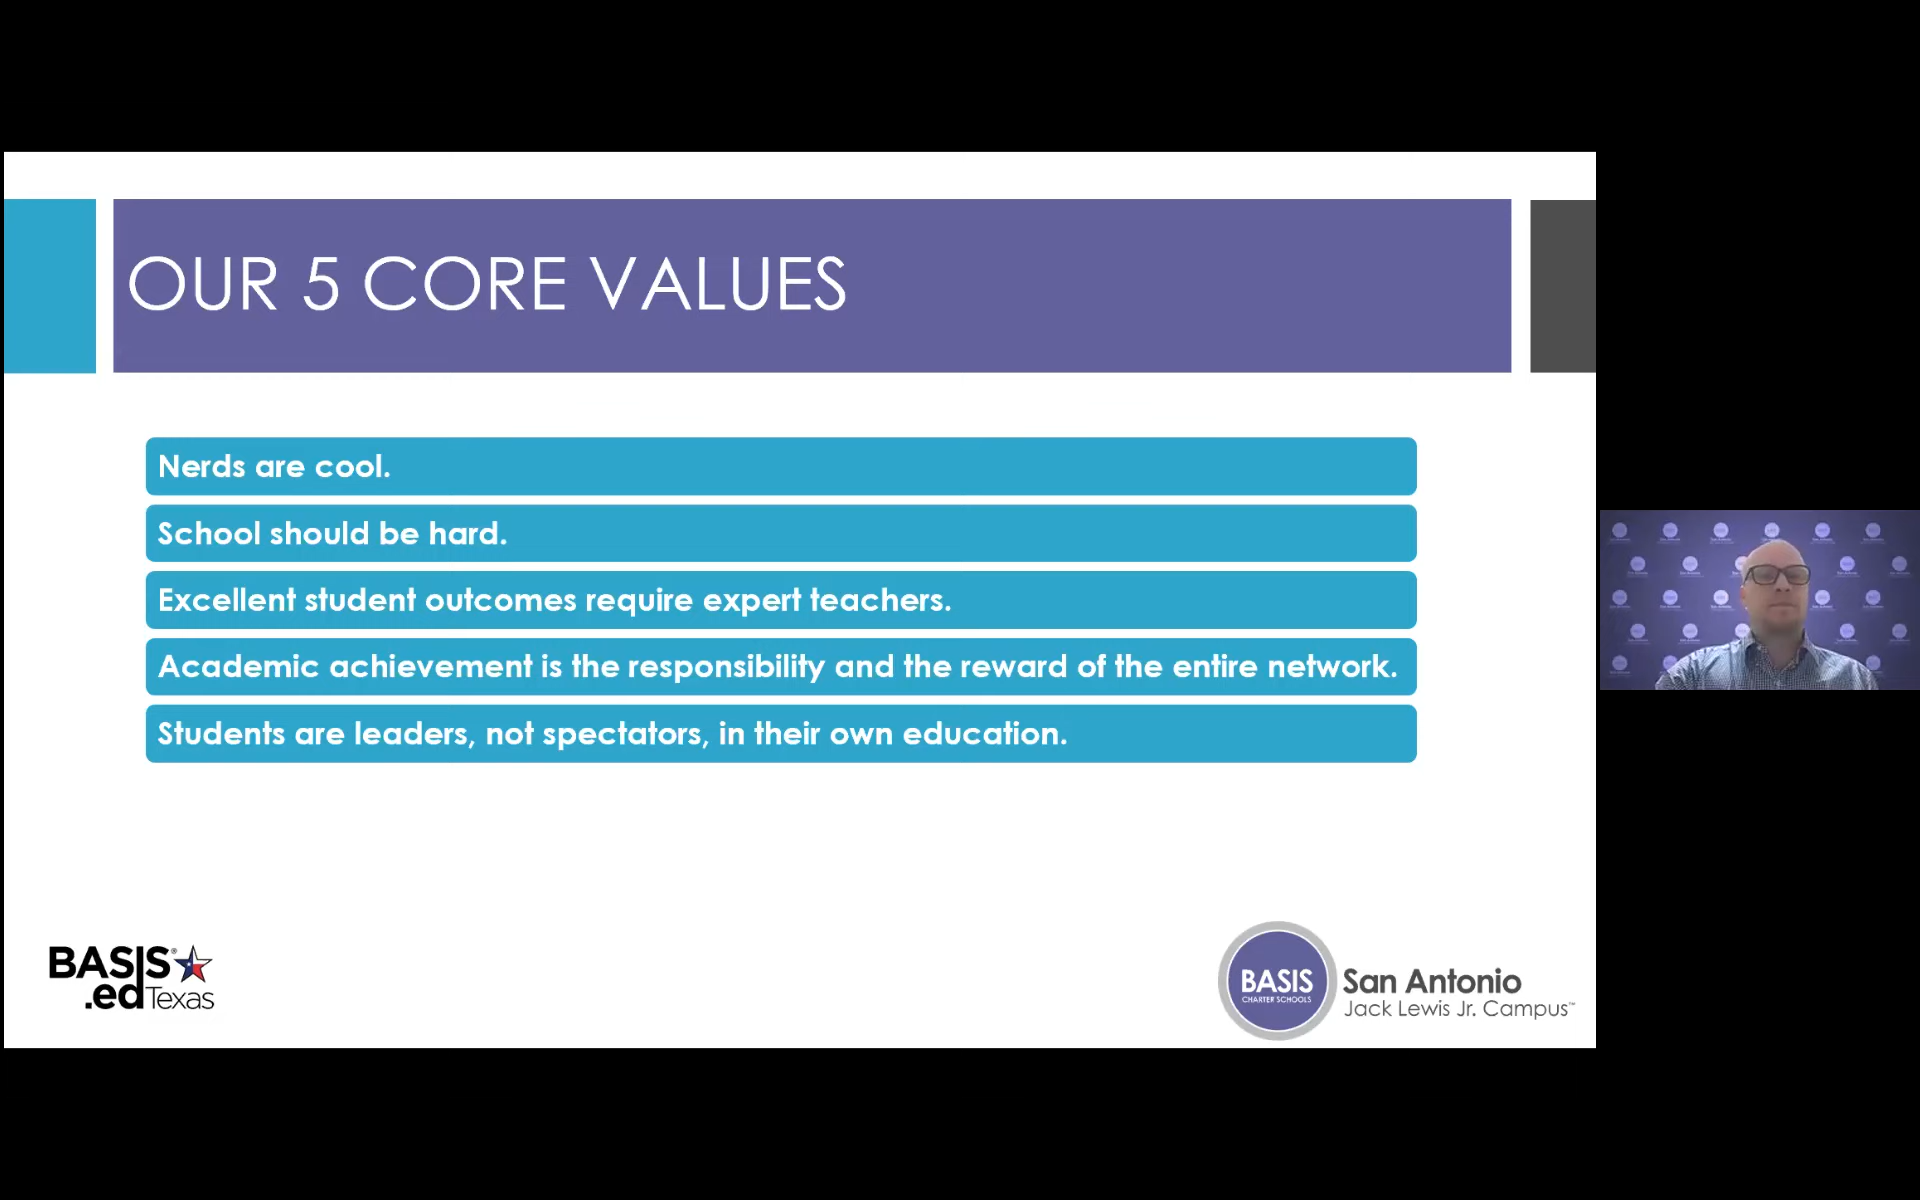 OUR 5 CORE VALUES
Nerds are cool.
School should be hard.
Excellent student outcomes require expert teachers.
Academic achievement is the responsibility and the reward of the entire network.
Students are leaders, not spectators, in their own education.
BASIS®
.ed Texas
BASIS
CHARTER SCHOOLS
San Antonio
Jack Lewis Jr. Campus™